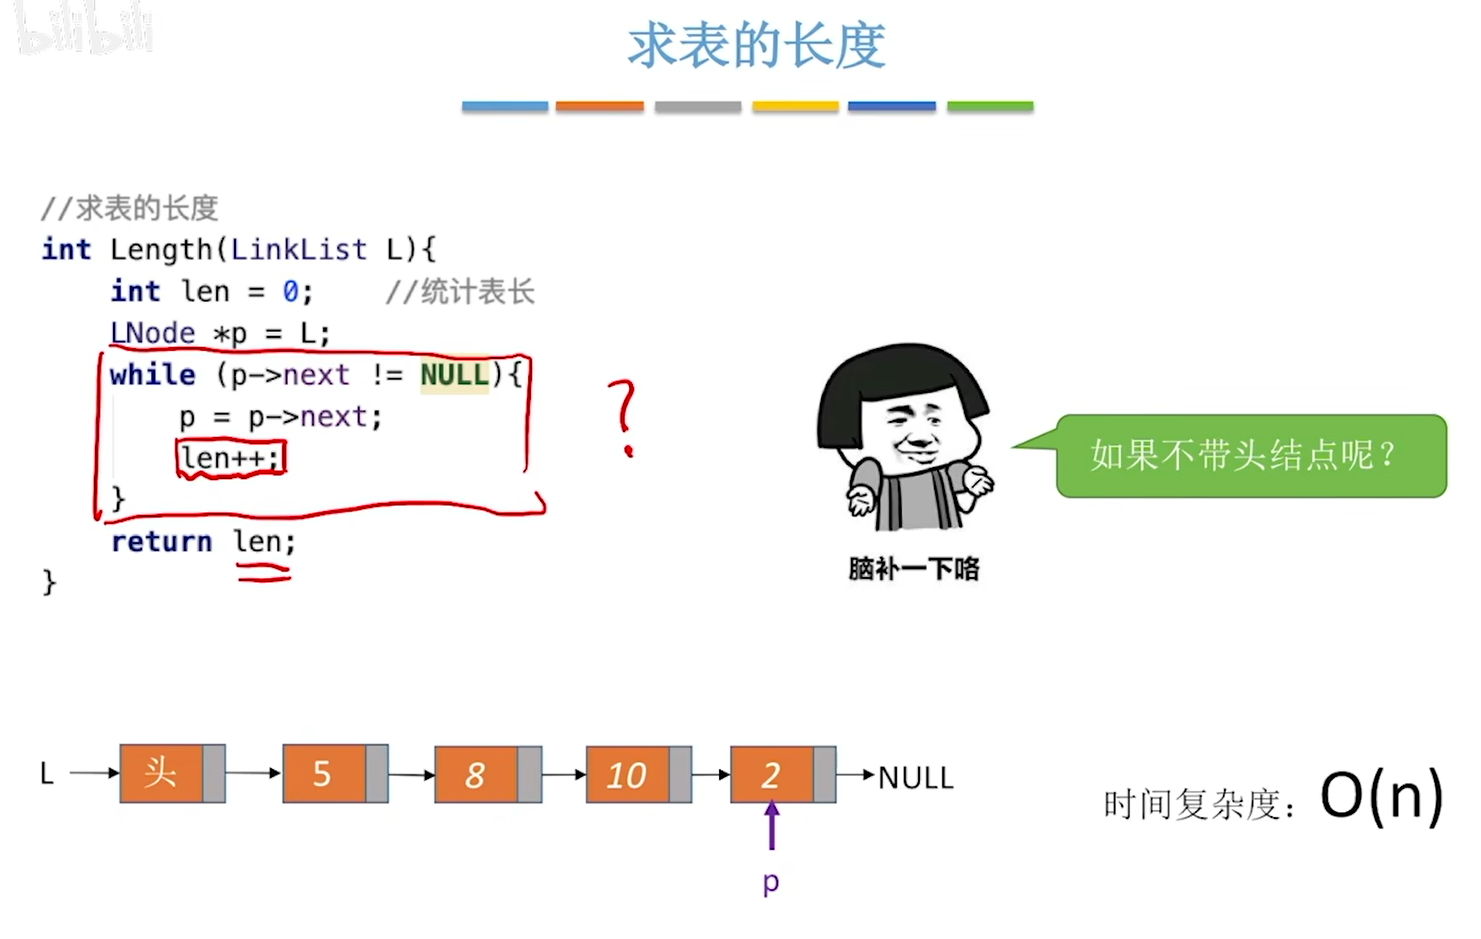 bilibili
求表的长度
//求表的长度
int Length(LinkList L){
    int len = 0;    //统计表长
    LNode *p = L;
    while (p->next != NULL){
        p = p->next;
        len++;
    }
    return len;
}
?
如果不带头结点呢？
脑补一下咯
L 头 5 8 10 2 NULL
p
时间复杂度：O(n)